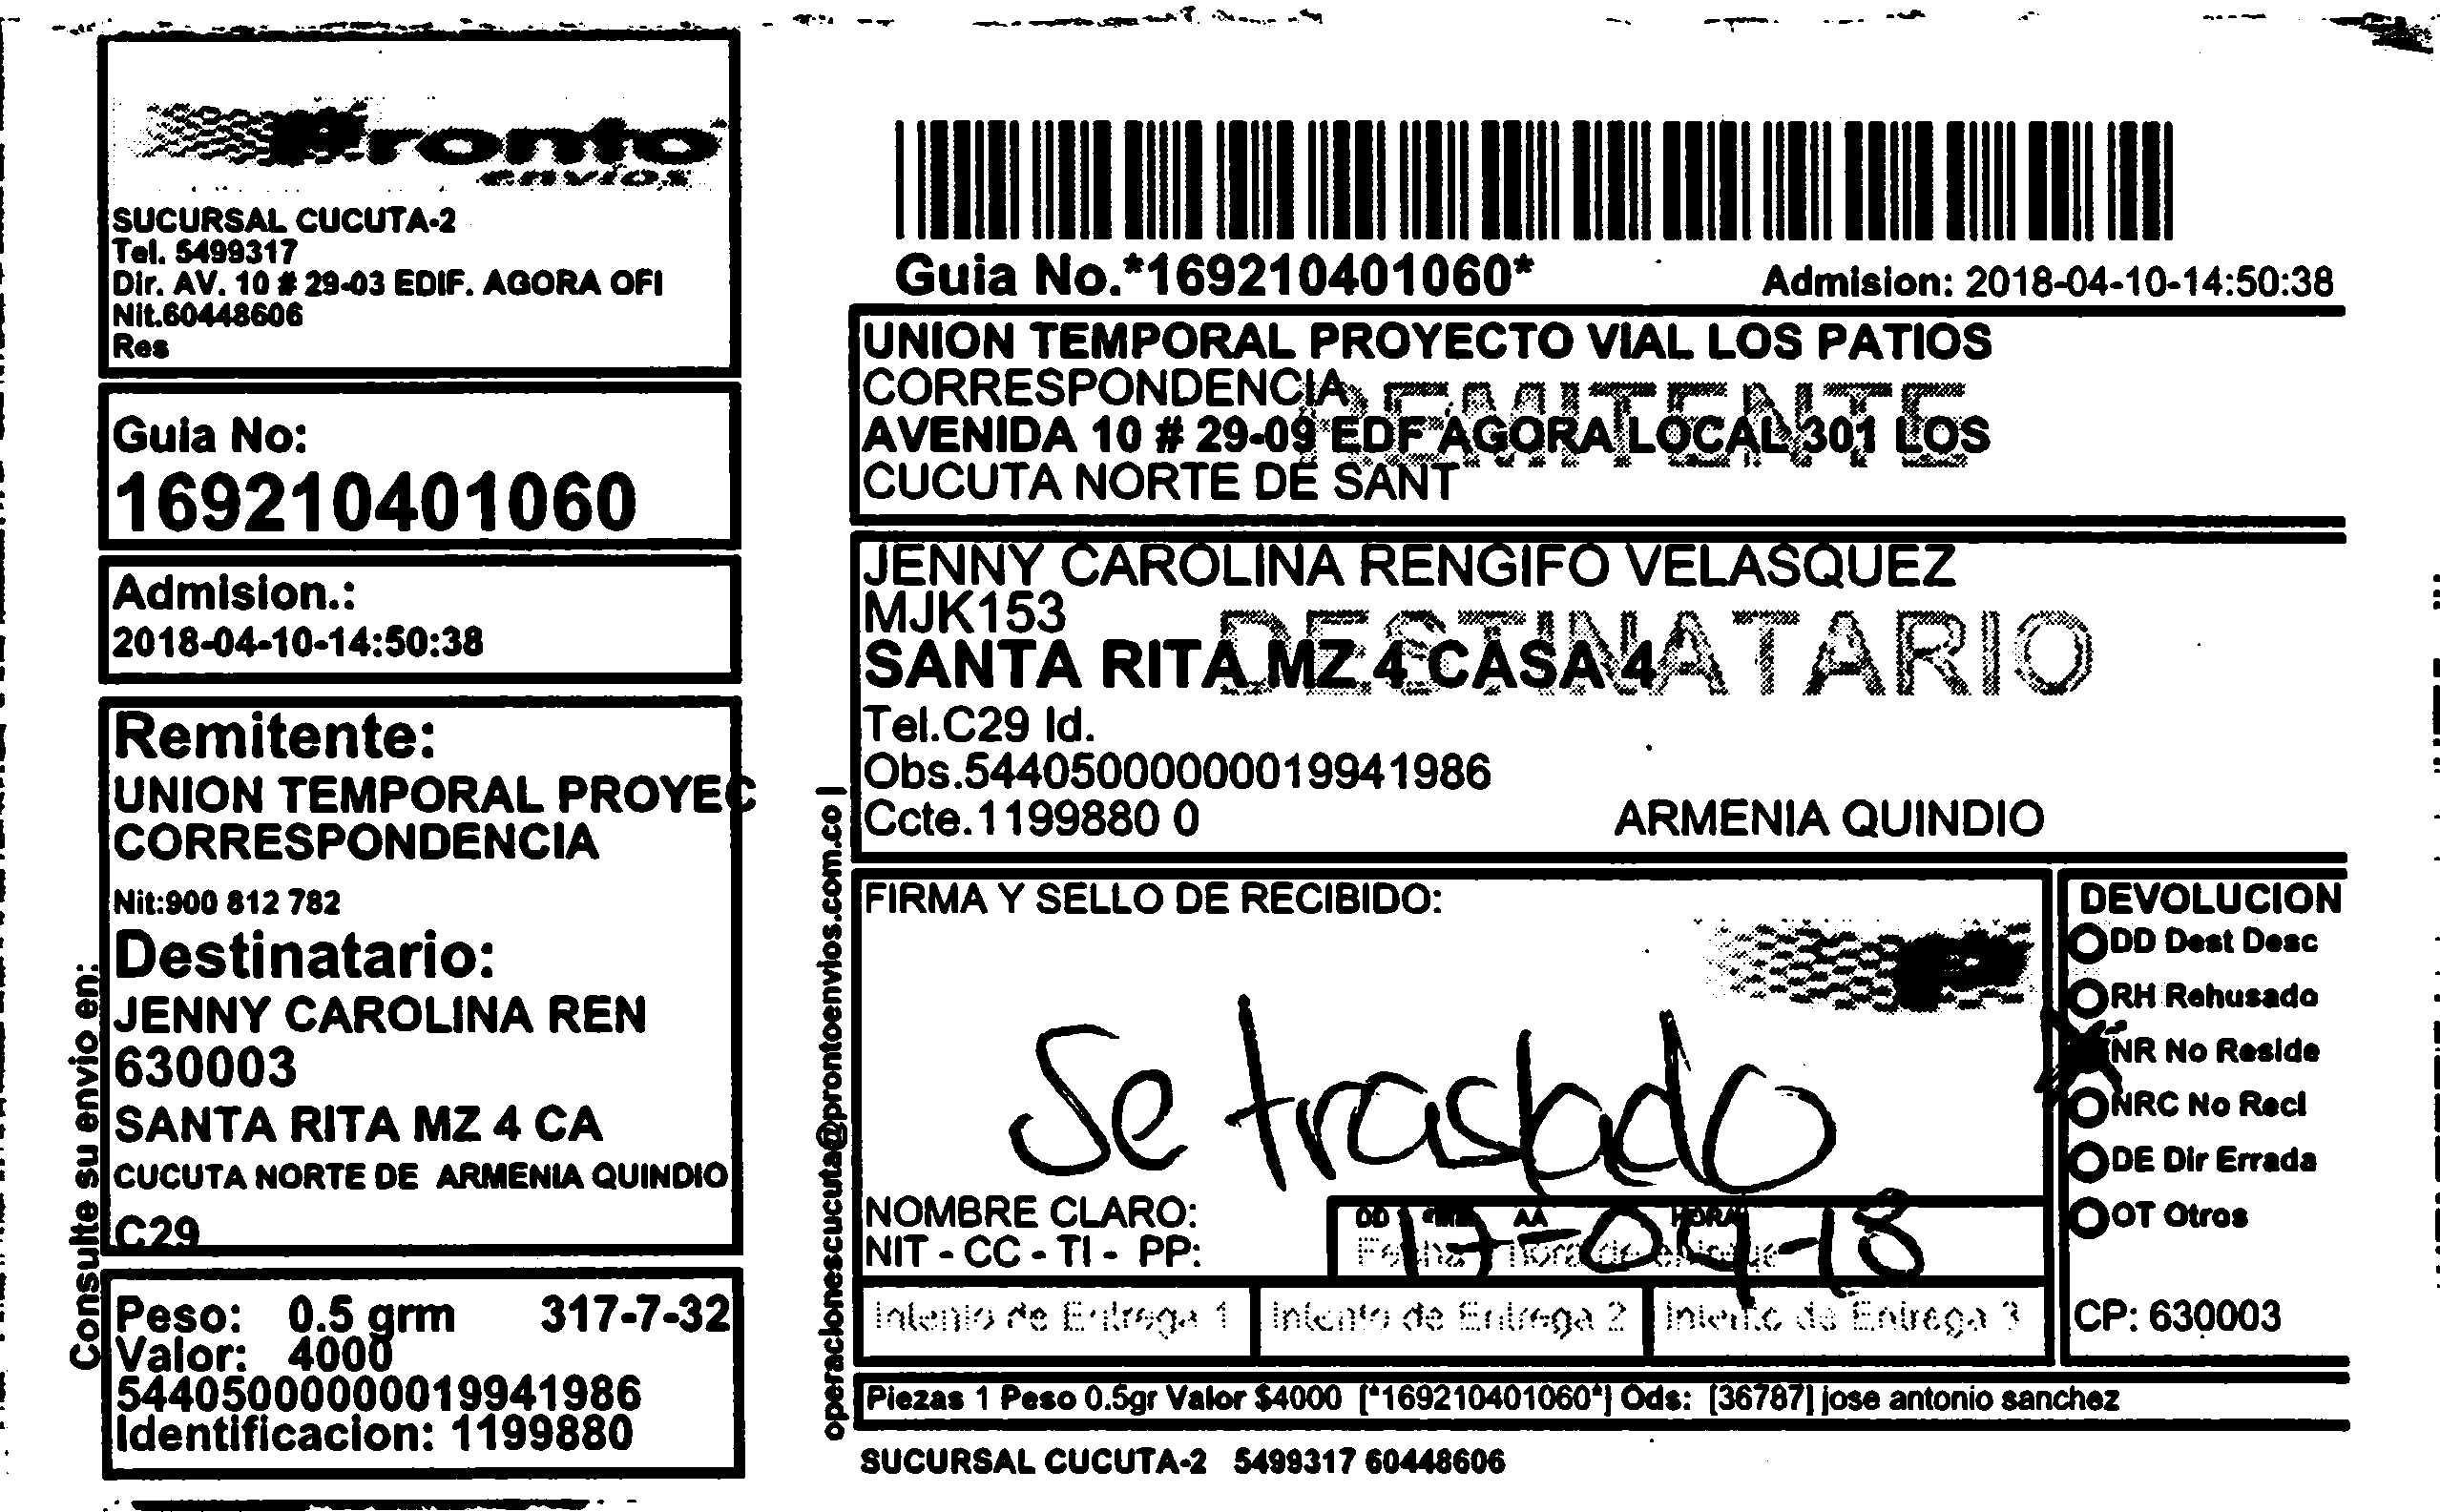 Pronto
envíos
SUCURSAL CUCUTA-2
Tel. 5499317
Dir. AV. 10 # 29-03 EDIF. AGORA OFI
Nit.60448606
Res
Guia No:
169210401060
Admision.:
2018-04-10-14:50:38
Remitente:
UNION TEMPORAL PROYEC
CORRESPONDENCIA
Nit:900 812 782
Destinatario:
JENNY CAROLINA REN
630003
SANTA RITA MZ 4 CA
CUCUTA NORTE DE ARMENIA QUINDIO
C29
Peso: 0.5 grm 317-7-32
Valor: 4000
544050000000019941986
Identificacion: 1199880
Consulte su envio en:
operacionescucuta@prontoenvios.com.co |
Guia No.*169210401060* Admision: 2018-04-10-14:50:38
UNION TEMPORAL PROYECTO VIAL LOS PATIOS
CORRESPONDENCIA
REMITENTE
AVENIDA 10 # 29-09 EDF AGORA LOCAL 301 LOS
CUCUTA NORTE DE SANT
JENNY CAROLINA RENGIFO VELASQUEZ
MJK153
DESTINATARIO
SANTA RITA MZ 4 CASA 4
Tel.C29 Id.
Obs.544050000000019941986
Ccte.1199880 0 ARMENIA QUINDIO
FIRMA Y SELLO DE RECIBIDO:
Se traslado
NOMBRE CLARO:
NIT - CC - TI - PP:
DD AA HORA
17-04-18
Intento de Entrega 1 Intento de Entrega 2 Intento de Entrega 3
DEVOLUCION
DD Dest Desc
RH Rehusado
NR No Reside
NRC No Recl
DE Dir Errada
OT Otros
CP: 630003
Piezas 1 Peso 0.5gr Valor $4000 [*169210401060*] Ods: [36787] jose antonio sanchez
SUCURSAL CUCUTA-2 5499317 60448606